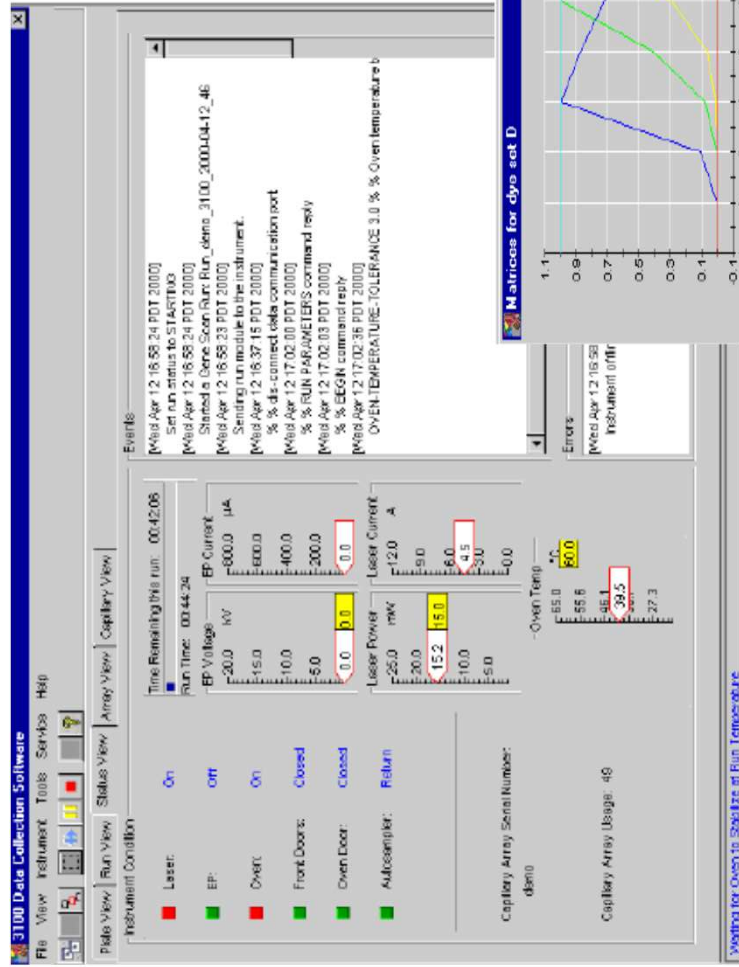 3100 Data Collection Software
File View Instrument Tools Service Help
Plate View Run View Status View Array View Capillary View
Instrument Condition
Laser: On
EP: Off
Oven: On
Front Doors: Closed
Oven Door: Closed
Autosampler: Return
Capillary Array Serial Number:
demo
Capillary Array Usage: 49
Time Remaining this run: 00:42:06
Run Time: 00:44:24
EP Voltage
20.0 kV
15.0
10.0
5.0
0.0 0.0
EP Current
800.0 µA
600.0
400.0
200.0
0.0
Laser Power
25.0 mW
20.0
15.2 15.0
10.0
5.0
Laser Current
12.0 A
9.0
6.0
4.5
3.0
0.0
Oven Temp
65.0 °C
60.0
55.6
46.1
39.5
27.3
Events
[Wed Apr 12 16:58:24 PDT 2000]
Set run status to STARTING
[Wed Apr 12 16:58:24 PDT 2000]
Started a Gene Scan Run: Run_demo_3100_2000-04-12_46
[Wed Apr 12 16:58:23 PDT 2000]
Sending run module to the instrument.
[Wed Apr 12 16:37:15 PDT 2000]
% % dis-connect data communication port
[Wed Apr 12 17:02:00 PDT 2000]
% % RUN PARAMETERS command reply
[Wed Apr 12 17:02:03 PDT 2000]
% % BEGIN command reply
[Wed Apr 12 17:02:36 PDT 2000]
OVEN-TEMPERATURE-TOLERANCE 3.0 % % Oven temperature b
Errors
[Wed Apr 12 16:58
Instrument offlin
Waiting for Oven to Stabilize at Run Temperature
Matrices for dye set D
1.1
0.9
0.7
0.5
0.3
0.1
-0.1